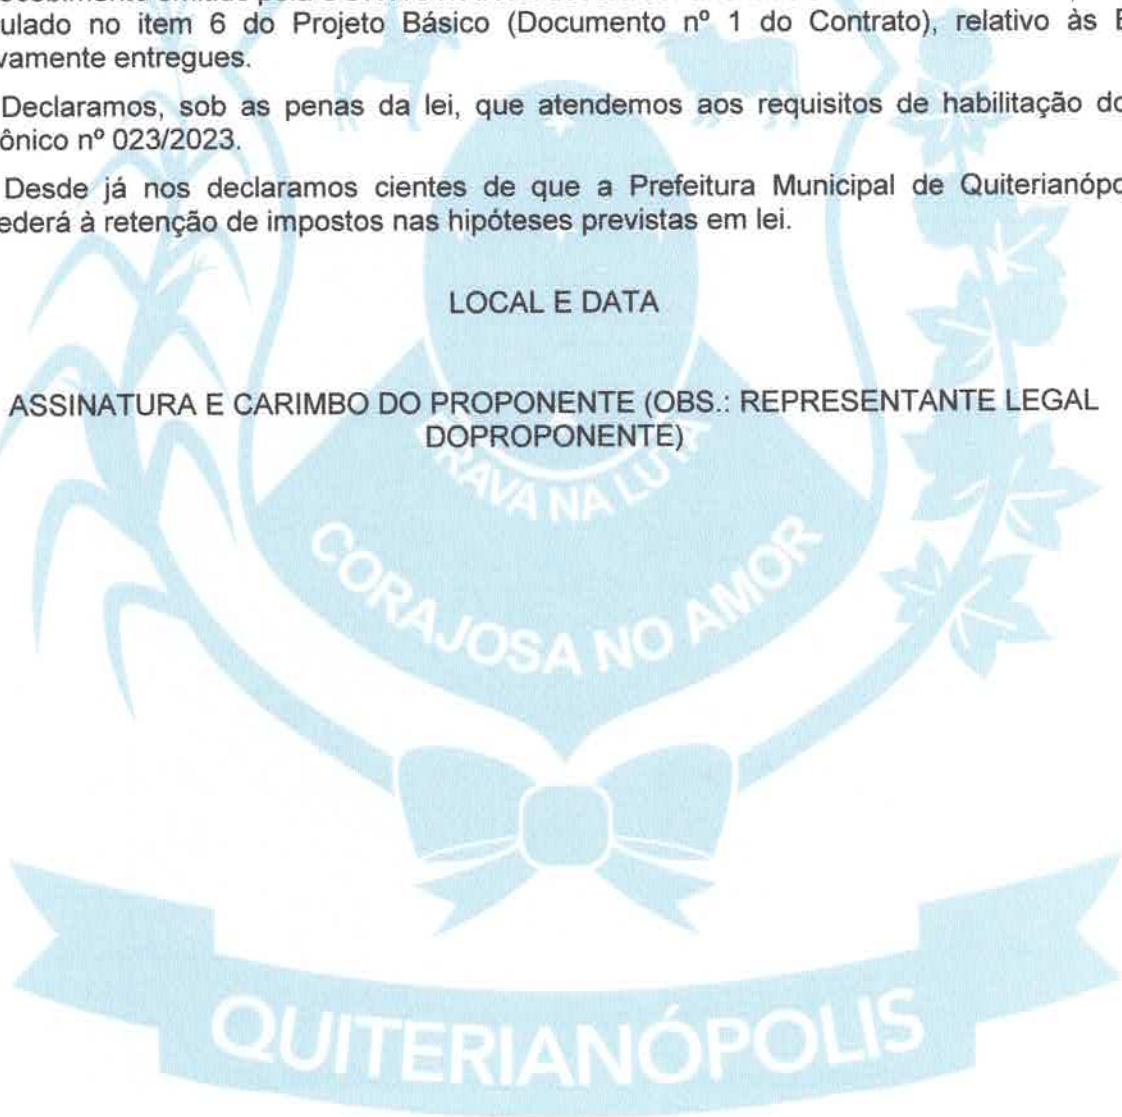 ulado no item 6 do Projeto Básico (Documento nº 1 do Contrato), relativo às E
vamente entregues.
Declaramos, sob as penas da lei, que atendemos aos requisitos de habilitação do
ônico nº 023/2023.
Desde já nos declaramos cientes de que a Prefeitura Municipal de Quiterianópo
ederá à retenção de impostos nas hipóteses previstas em lei.
LOCAL E DATA
ASSINATURA E CARIMBO DO PROPONENTE (OBS.: REPRESENTANTE LEGAL
DOPROPONENTE)
RAVA NA LUTA
CORAJOSA NO AMOR
QUITERIANÓPOLIS